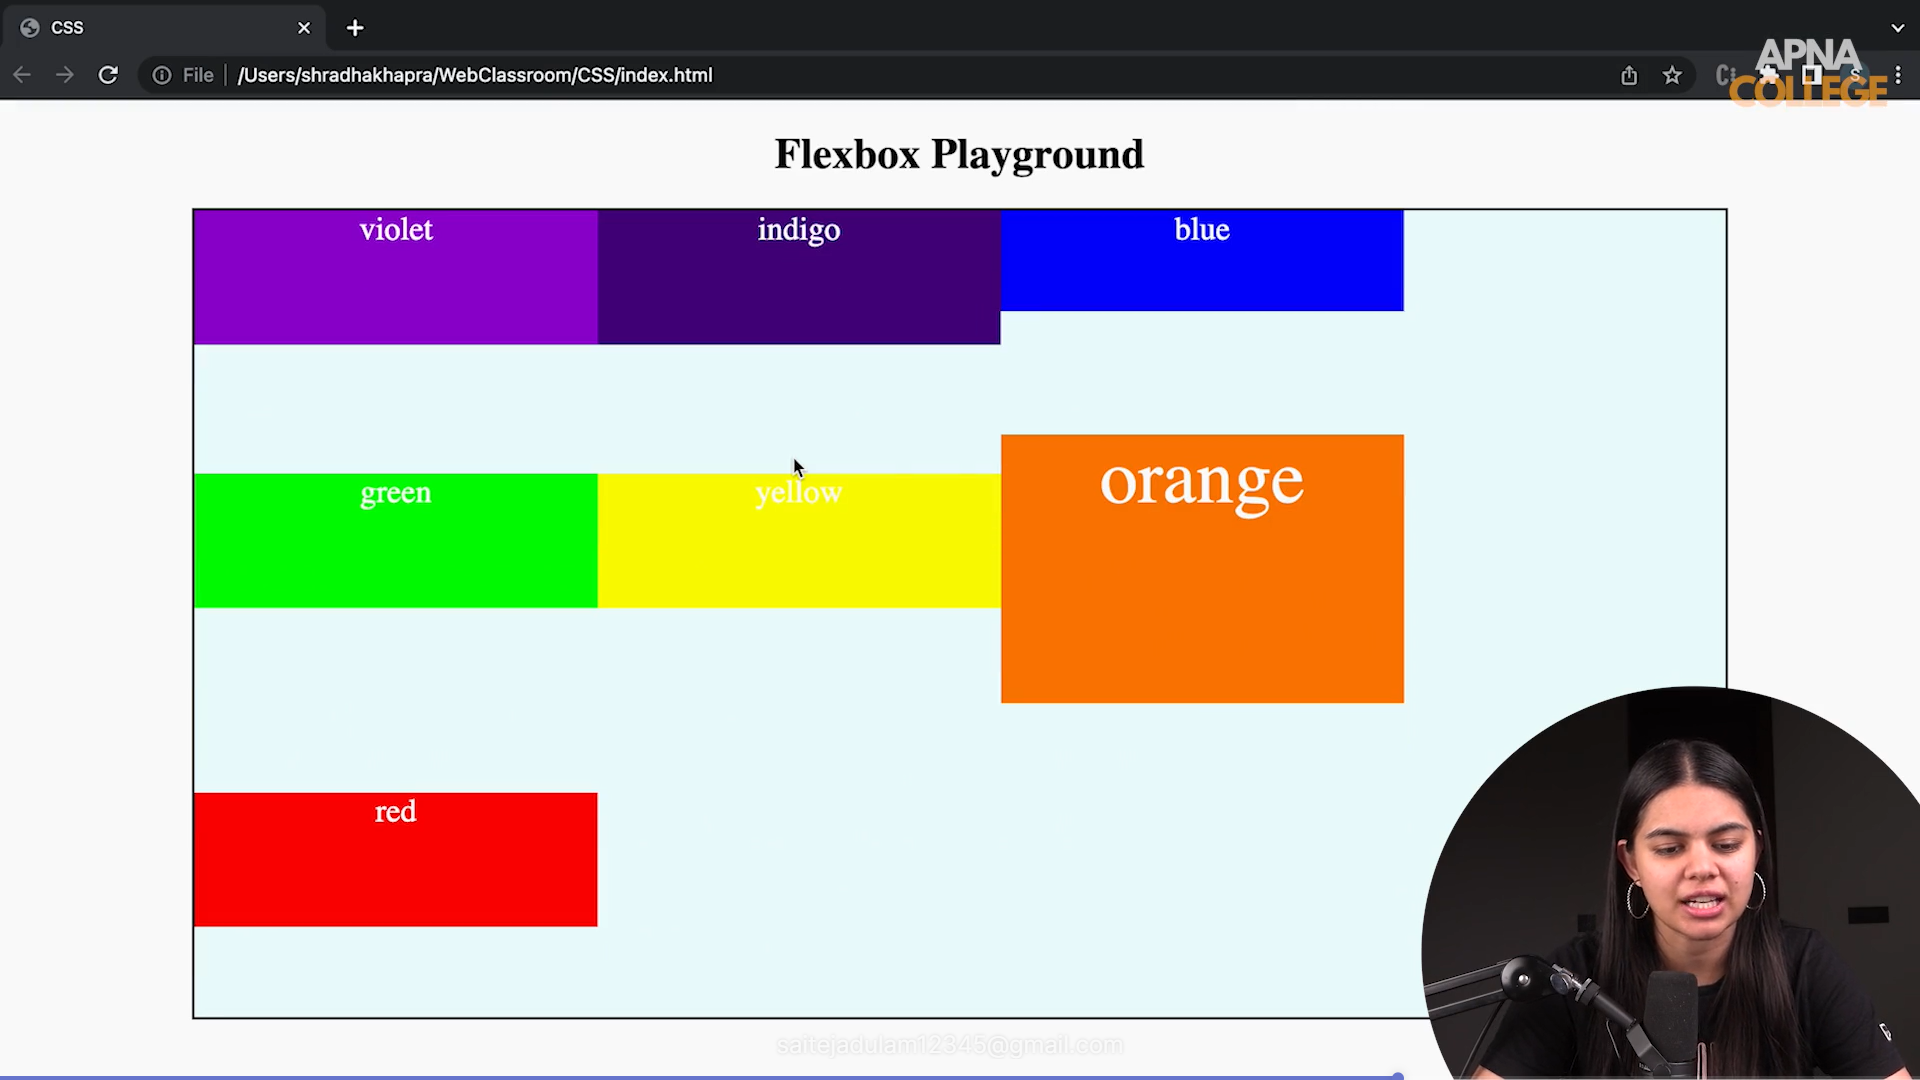 CSS
File /Users/shradhakhapra/WebClassroom/CSS/index.html
APNA
COLLEGE
Flexbox Playground
violet indigo blue
green yellow orange
red
saitejadulam12345@gmail.com